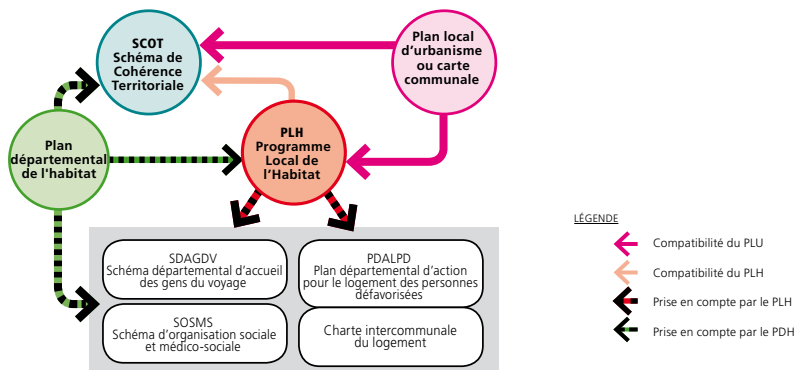 SCOT
Schéma de
Cohérence
Territoriale
Plan local
d'urbanisme
ou carte
communale
Plan
départemental
de l'habitat
PLH
Programme
Local de
l'Habitat
SDAGDV
Schéma départemental d'accueil
des gens du voyage
PDALPD
Plan départemental d'action
pour le logement des personnes
défavorisées
SOSMS
Schéma d'organisation sociale
et médico-sociale
Charte intercommunale
du logement
LÉGENDE
Compatibilité du PLU
Compatibilité du PLH
Prise en compte par le PLH
Prise en compte par le PDH